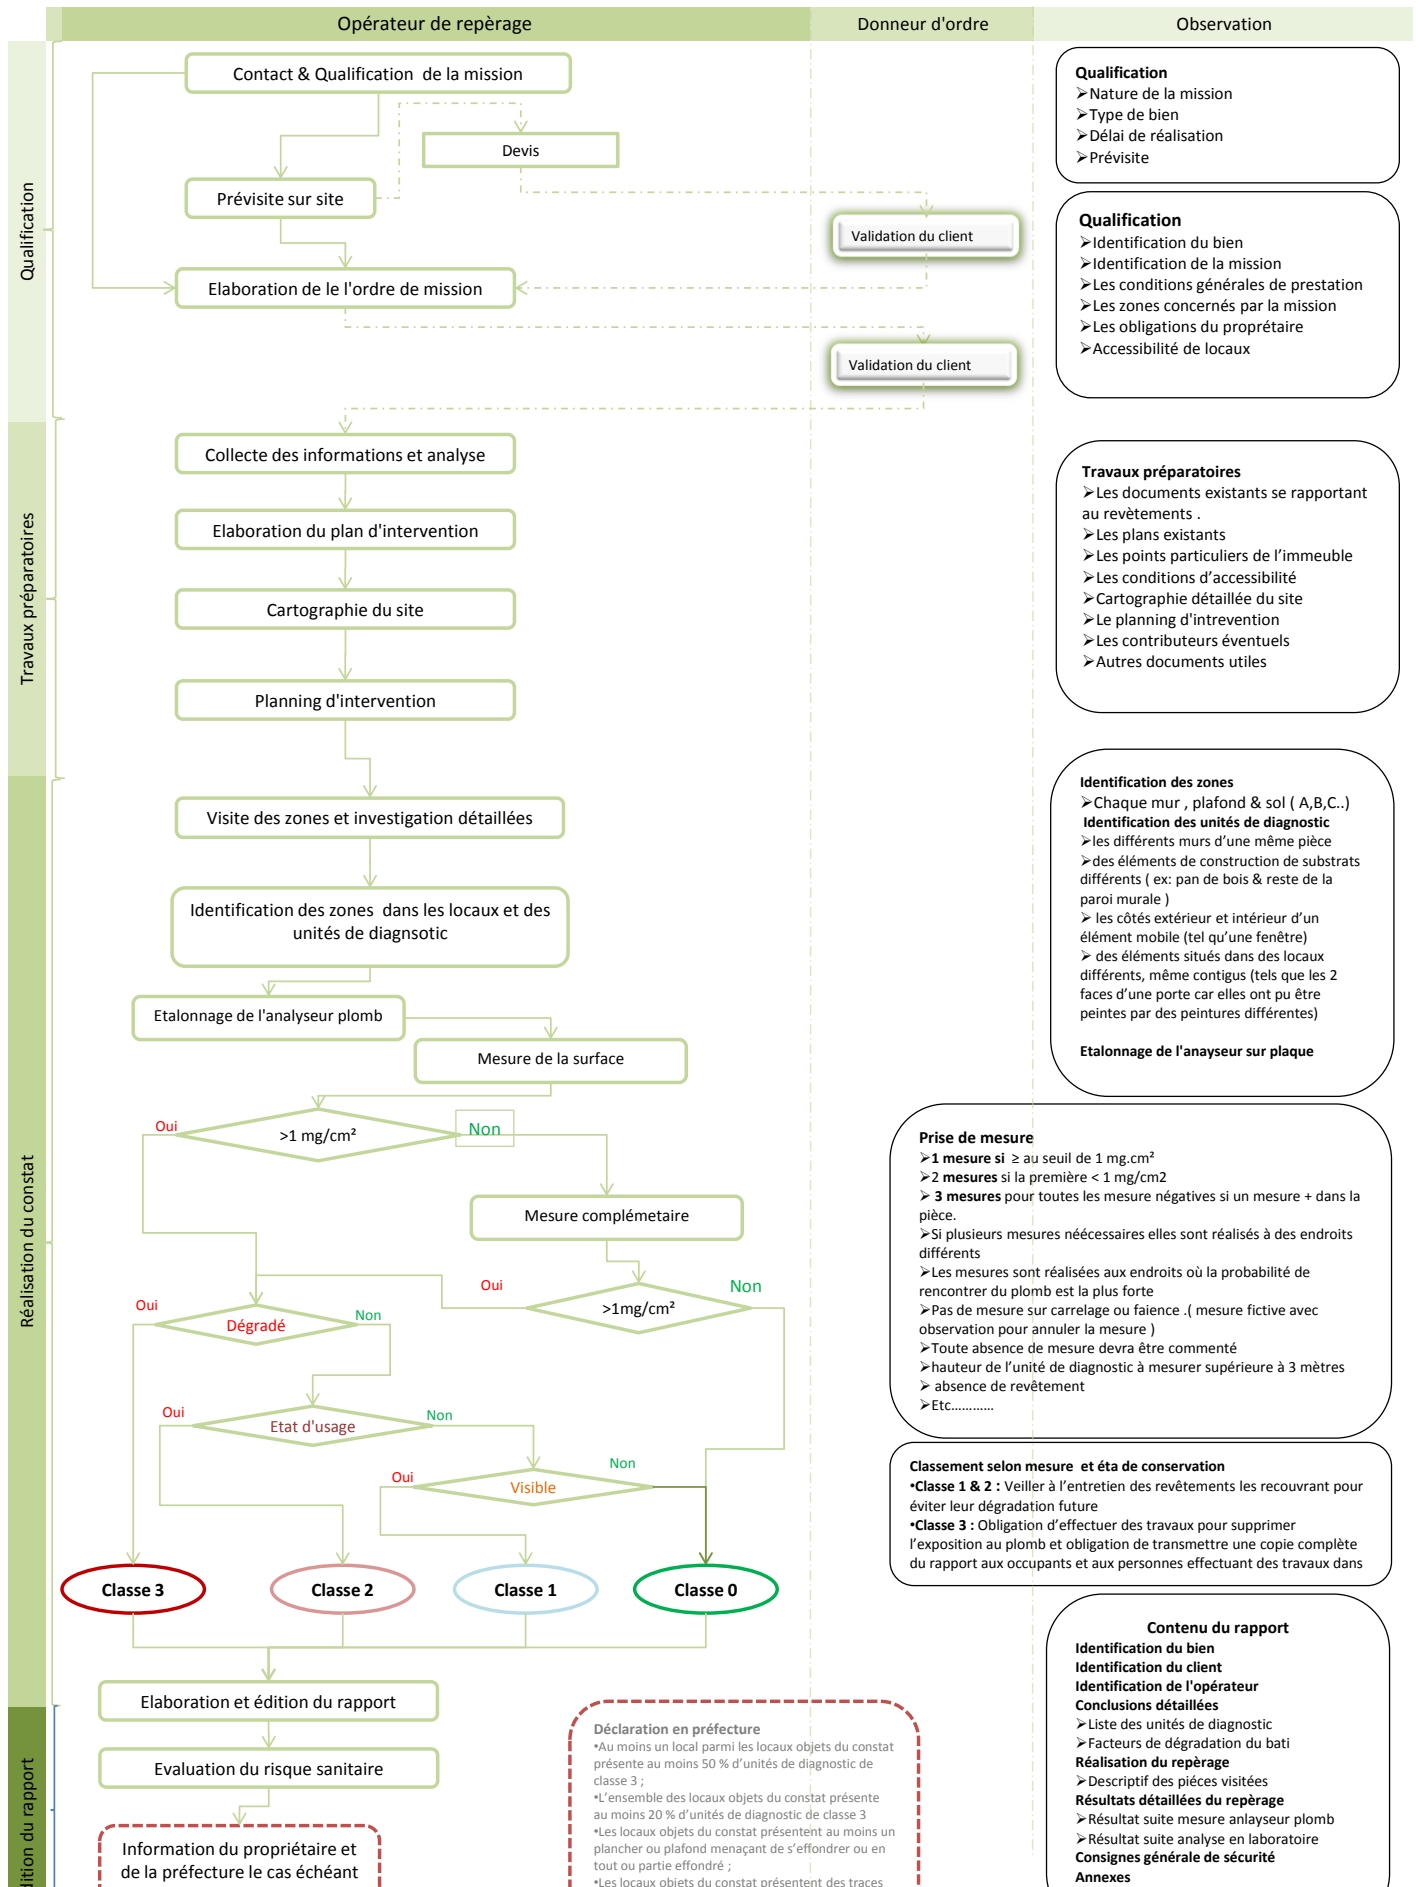 Opérateur de repèrage
Donneur d'ordre
Observation
Qualification
Contact & Qualification de la mission
Devis
Prévisite sur site
Validation du client
Elaboration de le l'ordre de mission
Validation du client
Qualification
➢Nature de la mission
➢Type de bien
➢Délai de réalisation
➢Prévisite
Qualification
➢Identification du bien
➢Identification de la mission
➢Les conditions générales de prestation
➢Les zones concernés par la mission
➢Les obligations du proprétaire
➢Accessibilité de locaux
Travaux préparatoires
Collecte des informations et analyse
Elaboration du plan d'intervention
Cartographie du site
Planning d'intervention
Travaux préparatoires
➢Les documents existants se rapportant
au revètements .
➢Les plans existants
➢Les points particuliers de l’immeuble
➢Les conditions d’accessibilité
➢Cartographie détaillée du site
➢Le planning d'intrevention
➢Les contributeurs éventuels
➢Autres documents utiles
Réalisation du constat
Visite des zones et investigation détaillées
Identification des zones dans les locaux et des
unités de diagnsotic
Etalonnage de l'analyseur plomb
Mesure de la surface
Oui
>1 mg/cm²
Non
Mesure complémetaire
Oui
>1mg/cm²
Non
Oui
Dégradé
Non
Oui
Etat d'usage
Non
Oui
Visible
Non
Classe 3
Classe 2
Classe 1
Classe 0
Identification des zones
➢Chaque mur , plafond & sol ( A,B,C..)
Identification des unités de diagnostic
➢les différents murs d’une même pièce
➢des éléments de construction de substrats
différents ( ex: pan de bois & reste de la
paroi murale )
➢ les côtés extérieur et intérieur d’un
élément mobile (tel qu’une fenêtre)
➢ des éléments situés dans des locaux
différents, même contigus (tels que les 2
faces d’une porte car elles ont pu être
peintes par des peintures différentes)
Etalonnage de l'anayseur sur plaque
Prise de mesure
➢1 mesure si ≥ au seuil de 1 mg.cm²
➢2 mesures si la première < 1 mg/cm2
➢ 3 mesures pour toutes les mesure négatives si un mesure + dans la
pièce.
➢Si plusieurs mesures néécessaires elles sont réalisés à des endroits
différents
➢Les mesures sont réalisées aux endroits où la probabilité de
rencontrer du plomb est la plus forte
➢Pas de mesure sur carrelage ou faience .( mesure fictive avec
observation pour annuler la mesure )
➢Toute absence de mesure devra être commenté
➢hauteur de l’unité de diagnostic à mesurer supérieure à 3 mètres
➢ absence de revêtement
➢Etc…………
Classement selon mesure et éta de conservation
•Classe 1 & 2 : Veiller à l’entretien des revêtements les recouvrant pour
éviter leur dégradation future
•Classe 3 : Obligation d’effectuer des travaux pour supprimer
l’exposition au plomb et obligation de transmettre une copie complète
du rapport aux occupants et aux personnes effectuant des travaux dans
dition du rapport
Elaboration et édition du rapport
Evaluation du risque sanitaire
Information du propriétaire et
de la préfecture le cas échéant
Déclaration en préfecture
•Au moins un local parmi les locaux objets du constat
présente au moins 50 % d’unités de diagnostic de
classe 3 ;
•L’ensemble des locaux objets du constat présente
au moins 20 % d’unités de diagnostic de classe 3
•Les locaux objets du constat présentent au moins un
plancher ou plafond menaçant de s’effondrer ou en
tout ou partie effondré ;
•Les locaux objets du constat présentent des traces
Contenu du rapport
Identification du bien
Identification du client
Identification de l'opérateur
Conclusions détaillées
➢Liste des unités de diagnostic
➢Facteurs de dégradation du bati
Réalisation du repèrage
➢Descriptif des piéces visitées
Résultats détaillées du repèrage
➢Résultat suite mesure anlayseur plomb
➢Résultat suite analyse en laboratoire
Consignes générale de sécurité
Annexes